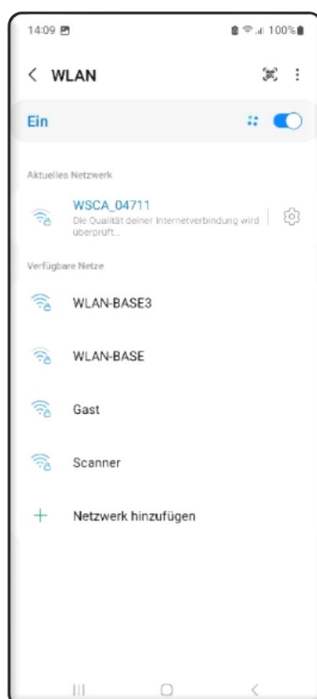 14:09 100%
WLAN
Ein
Aktuelles Netzwerk
WSCA_04711
Die Qualität deiner Internetverbindung wird
überprüft...
Verfügbare Netze
WLAN-BASE3
WLAN-BASE
Gast
Scanner
Netzwerk hinzufügen